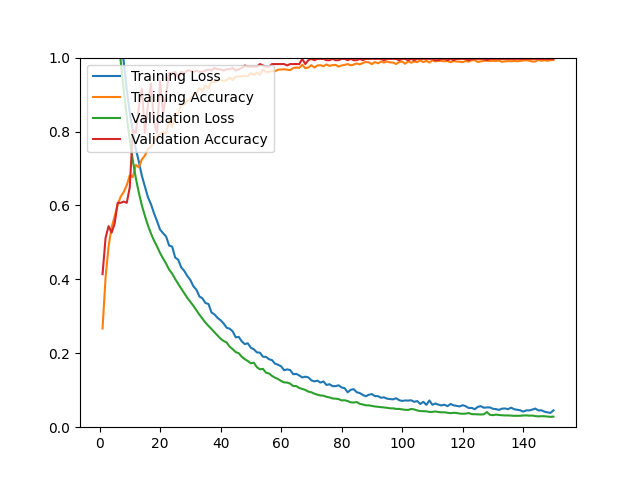 1.0
0.8
0.6
0.4
0.2
0.0
Training Loss
Training Accuracy
Validation Loss
Validation Accuracy
0 20 40 60 80 100 120 140